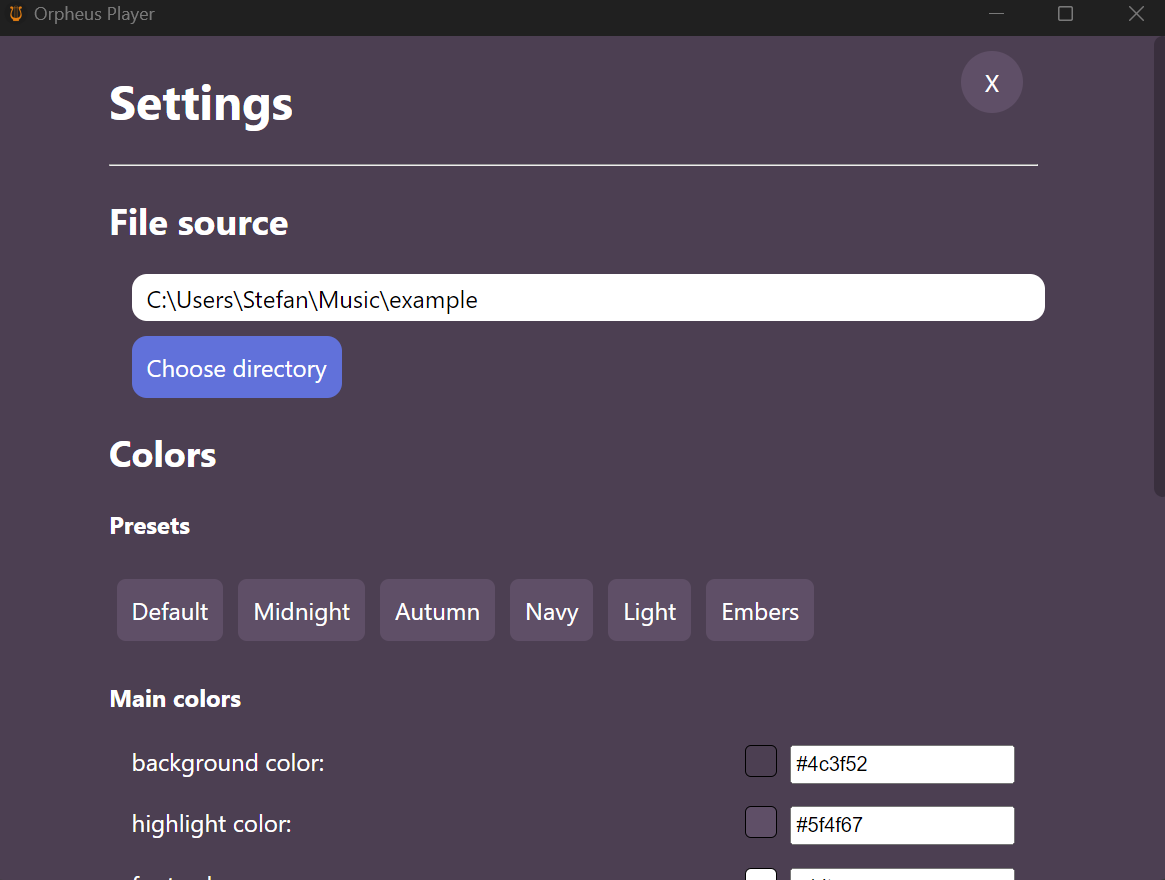 Orpheus Player
Settings
X
File source
C:\Users\Stefan\Music\example
Choose directory
Colors
Presets
Default Midnight Autumn Navy Light Embers
Main colors
background color: #4c3f52
highlight color: #5f4f67